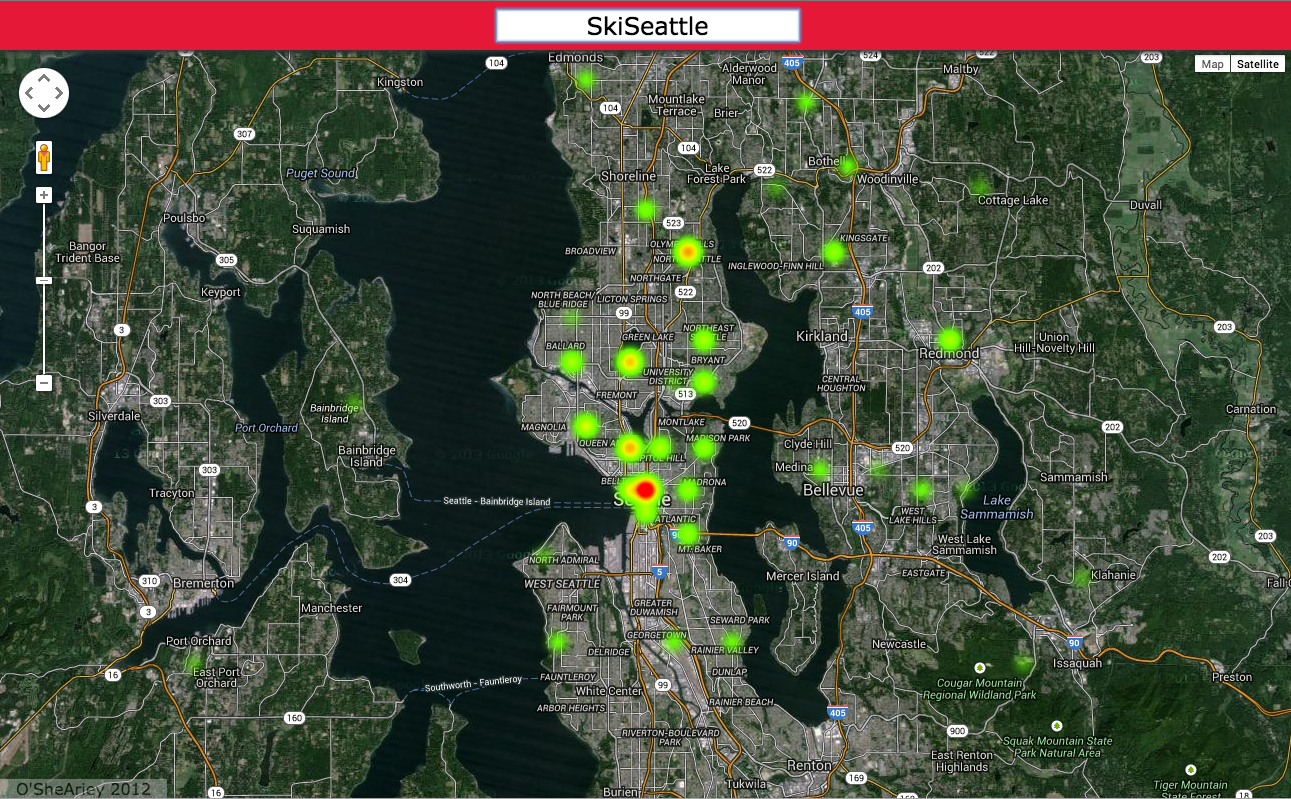 SkiSeattle
Edmonds
104
Kingston
405
524
522
203
Map
Satellite
Alderwood
Manor
Maltby
Mountlake
Terrace
Brier
104
307
104
Puget Sound
Shoreline
Lake
Forest Park
522
Bothell
Woodinville
Cottage Lake
Duvall
Poulsbo
Suquamish
523
Bangor
Trident Base
BROADVIEW
KINGSGATE
305
INGLEWOOD-FINN HILL
202
NORTHGATE
Keyport
522
NORTH BEACH/
BLUE RIDGE
LICTON SPRINGS
99
405
3
203
GREEN LAKE
Kirkland
Union
Hill-Novelty Hill
BALLARD
BRYANT
Redmond
UNIVERSITY
DISTRICT
CENTRAL
HOUGHTON
513
FREMONT
303
Silverdale
Bainbridge
Island
Carnation
Port Orchard
MAGNOLIA
MONTLAKE
520
202
MADISON PARK
Clyde Hill
520
Bainbridge
Island
303
Medina
Bellevue
MADRONA
Sammamish
Tracyton
Seattle - Bainbridge Island
Lake
Sammamish
3
WEST
LAKE HILLS
ATLANTIC
405
90
MT. BAKER
203
West Lake
Sammamish
202
NORTH ADMIRAL
5
304
310
Bremerton
WEST SEATTLE
Mercer Island
EASTGATE
Klahanie
Fall C
3
Manchester
FAIRMOUNT
PARK
GREATER
DUWAMISH
SEWARD PARK
GEORGETOWN
Port Orchard
DELRIDGE
RAINIER VALLEY
Newcastle
90
Issaquah
16
East Port
Orchard
FAUNTLEROY
DUNLAP
Preston
Southworth - Fauntleroy
White Center
99
Cougar Mountain
Regional Wildland Park
ARBOR HEIGHTS
RAINIER BEACH
160
405
RIVERTON-BOULEVARD
PARK
900
Squak Mountain State
Park Natural Area
East Renton
Highlands
Renton
169
Tukwila
Tiger Mountain
State Forest
O'SheArley 2012
16
Burien
18